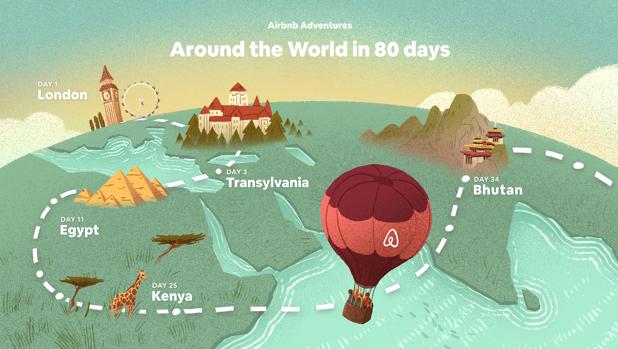 Airbnb Adventures
Around the World in 80 days
DAY 1
London
DAY 3
Transylvania
DAY 34
Bhutan
DAY 11
Egypt
DAY 25
Kenya